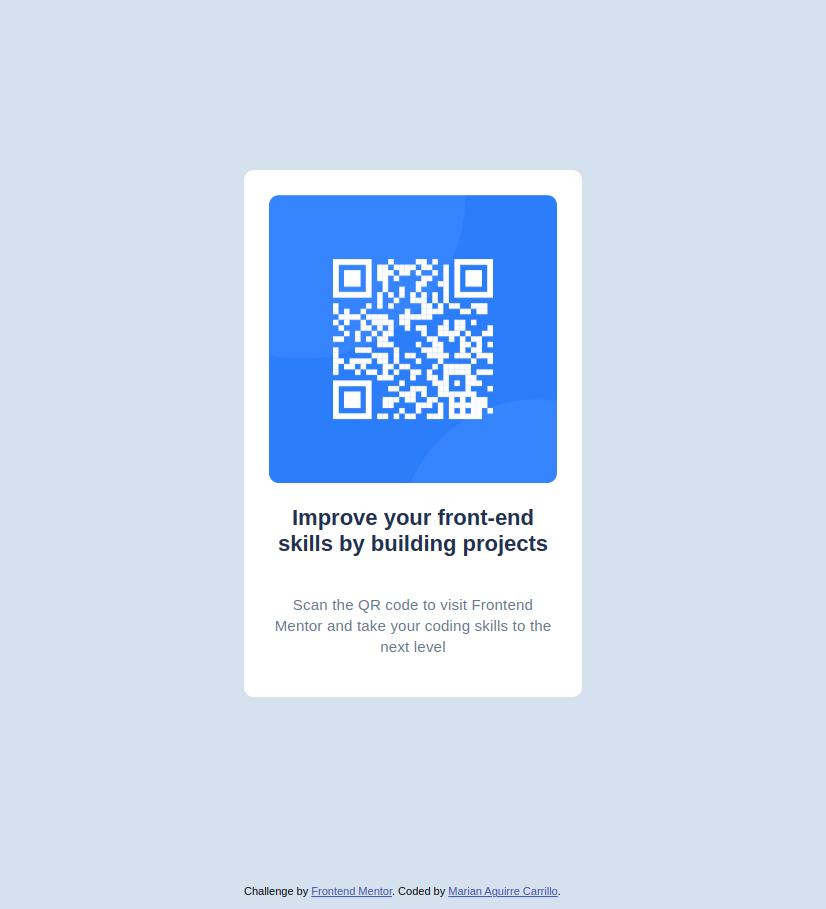 Improve your front-end
skills by building projects
Scan the QR code to visit Frontend
Mentor and take your coding skills to the
next level
Challenge by Frontend Mentor. Coded by Marian Aguirre Carrillo.